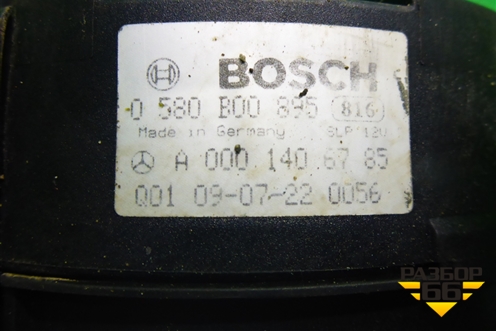 BOSCH
0 580 B00 895 816
Made in Germany SLP 12V
A 000 140 67 85
Q01 09-07-22 0056
РАЗБОР
66